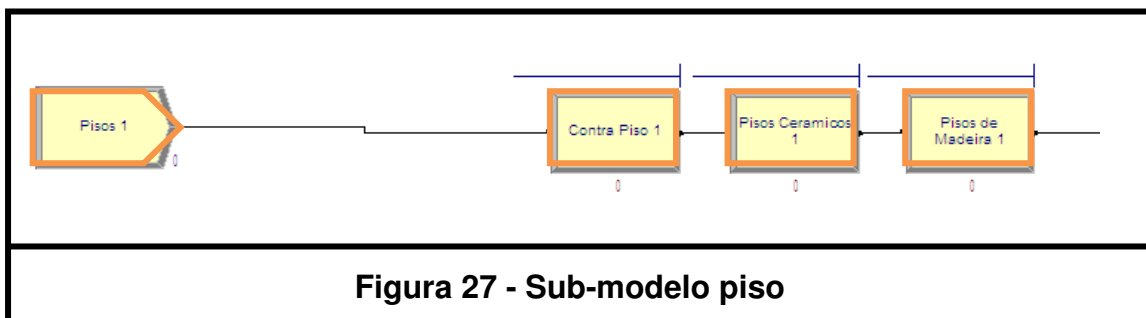 Pisos 1
0
Contra Piso 1
0
Pisos Ceramicos
1
0
Pisos de
Madeira 1
0
Figura 27 - Sub-modelo piso